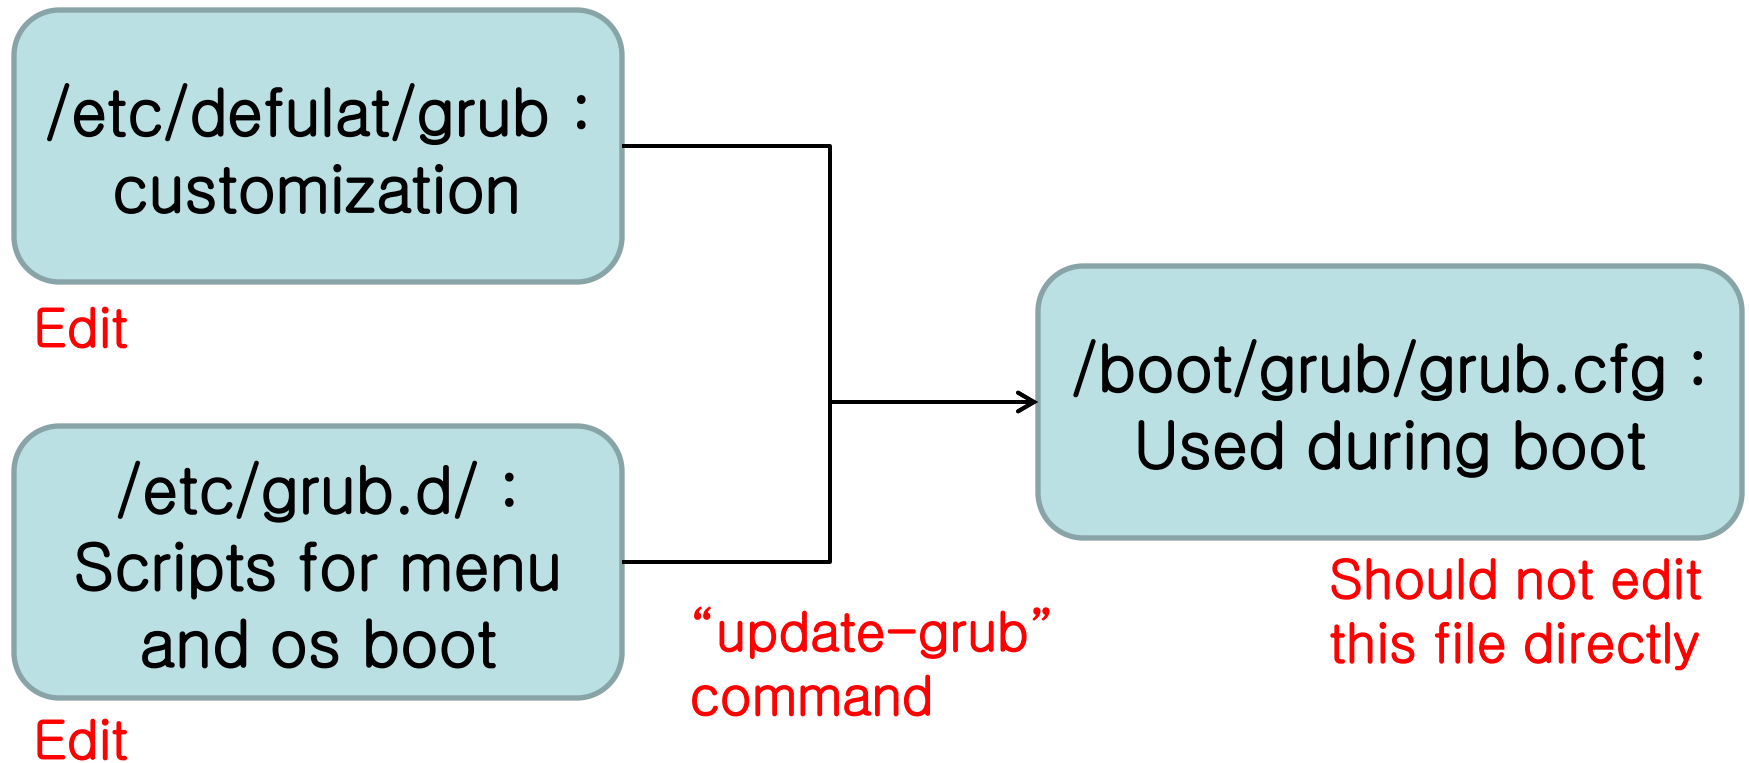 /etc/defulat/grub :
customization
Edit
/etc/grub.d/ :
Scripts for menu
and os boot
Edit
“update-grub”
command
/boot/grub/grub.cfg :
Used during boot
Should not edit
this file directly